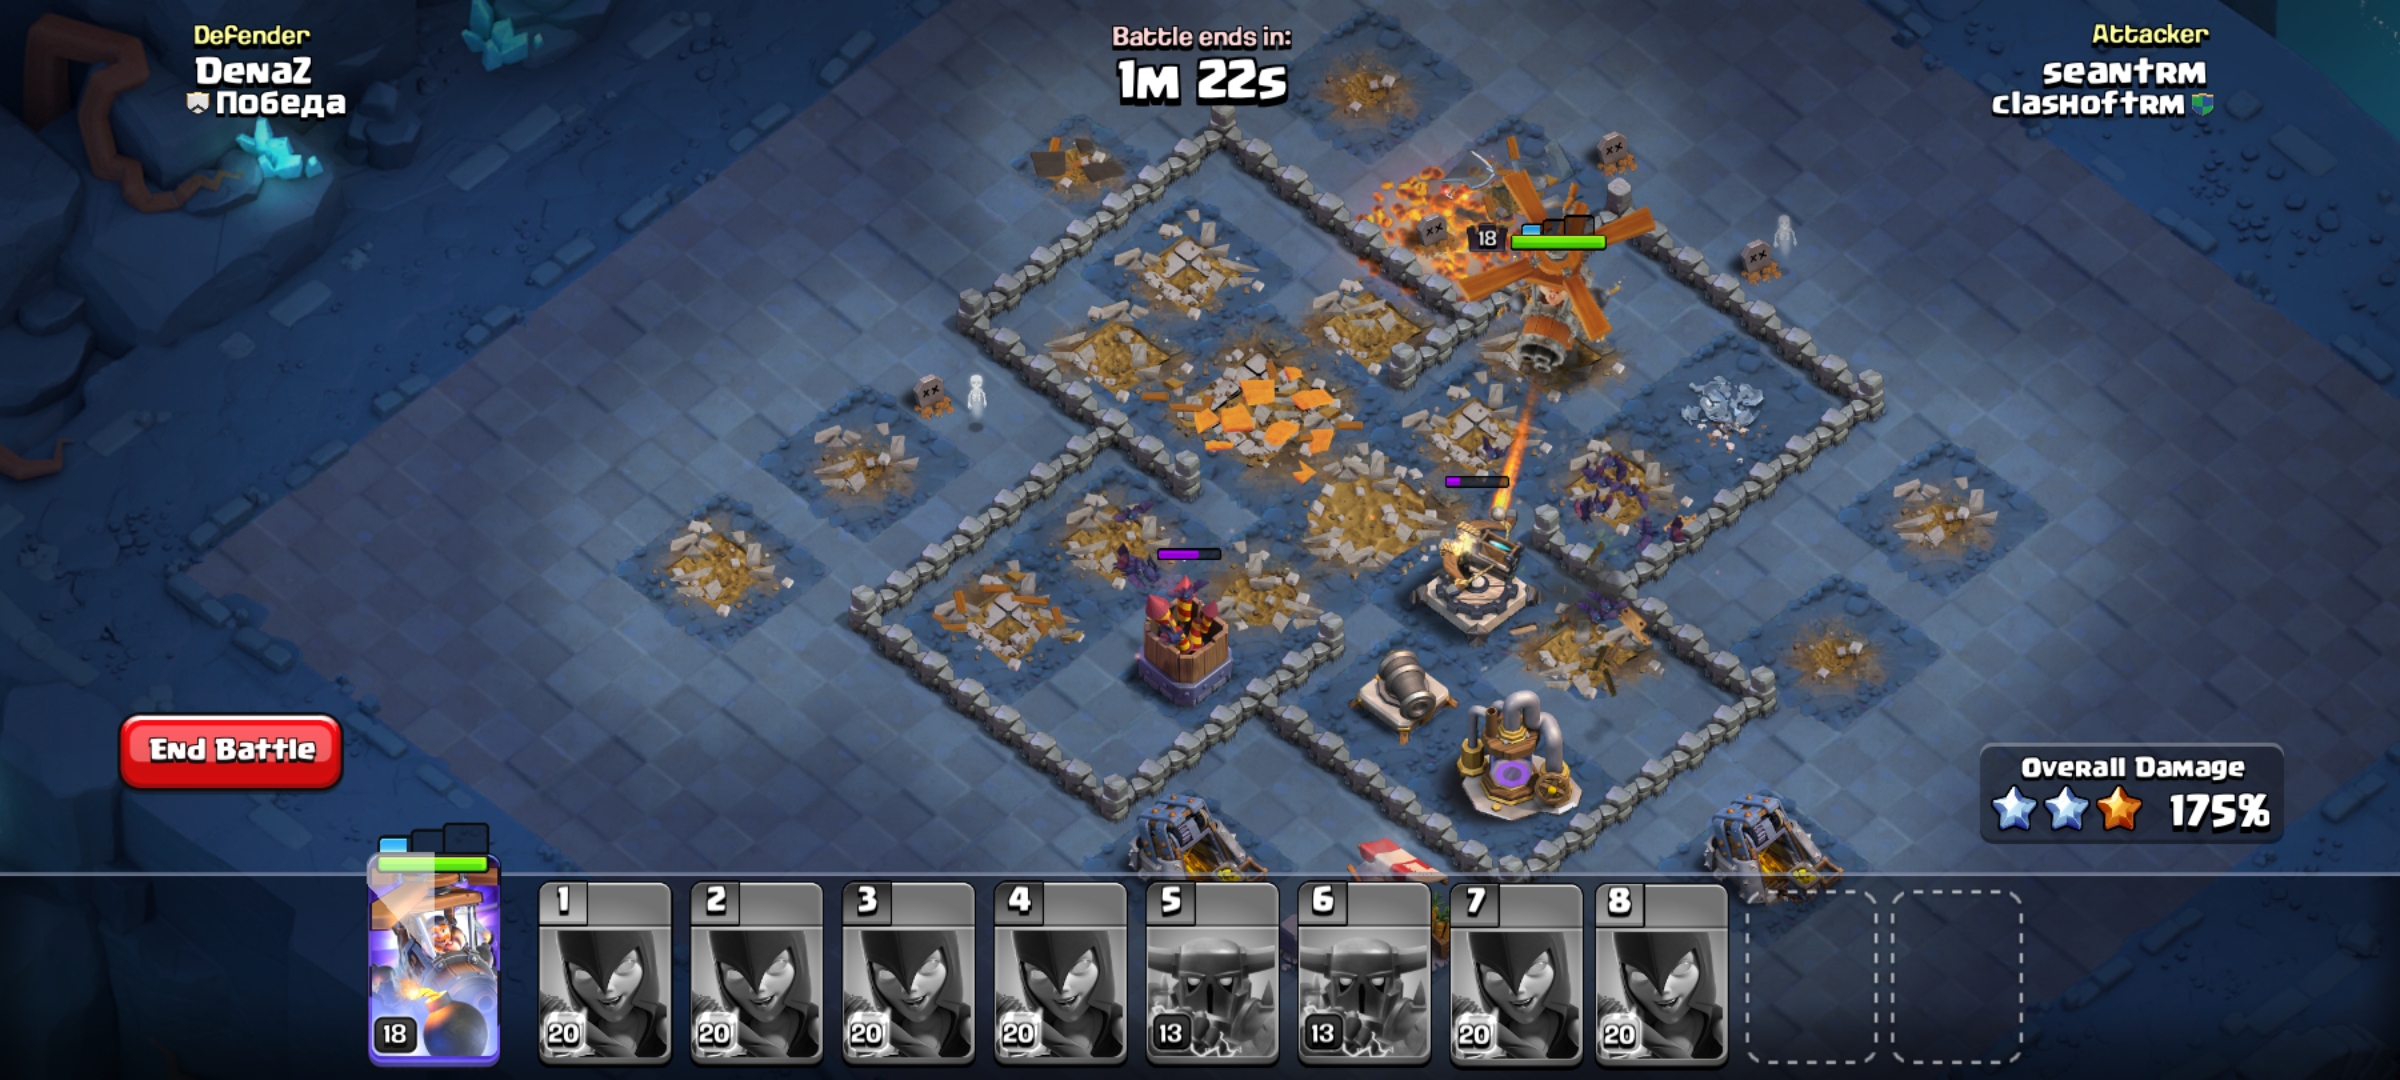 Defender
DenaZ
Победа
Battle ends in:
1m 22s
Attacker
seantrm
clashoftrm
18
End Battle
Overall Damage
175%
18
1
20
2
20
3
20
4
20
5
13
6
13
7
20
8
20